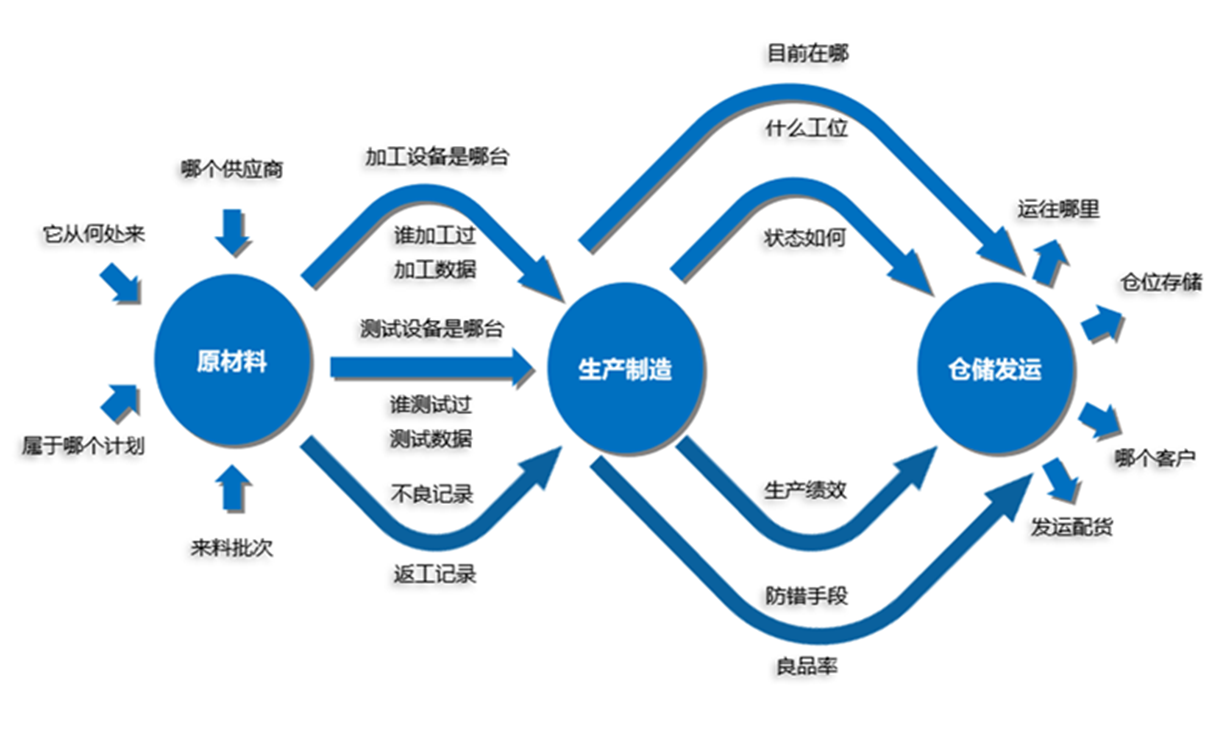 哪个供应商
它从何处来
原材料
属于哪个计划
来料批次
加工设备是哪台
谁加工过
加工数据
测试设备是哪台
谁测试过
测试数据
不良记录
返工记录
生产制造
目前在哪
什么工位
状态如何
生产绩效
防错手段
良品率
仓储发运
运往哪里
仓位存储
哪个客户
发运配货